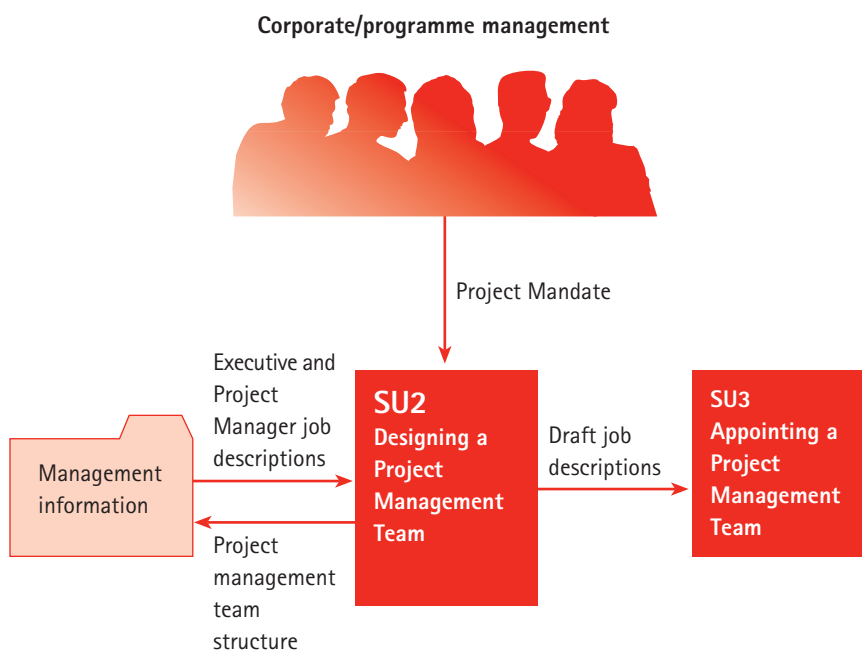 Corporate/programme management
Project Mandate
Executive and
Project
Manager job
descriptions
Management
information
Project
management
team
structure
SU2
Designing a
Project
Management
Team
Draft job
descriptions
SU3
Appointing a
Project
Management
Team